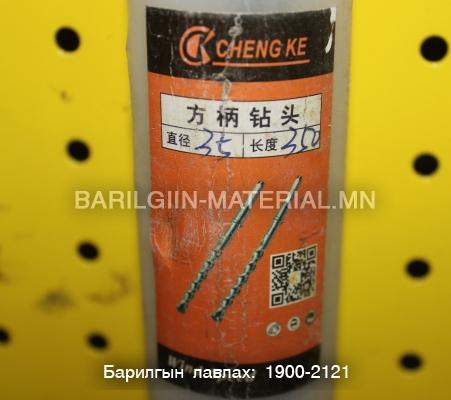 CK CHENG KE
方柄钻头
直径 35 长度 350
BARILGIIN-MATERIAL.MN
Барилгын лавлах: 1900-2121